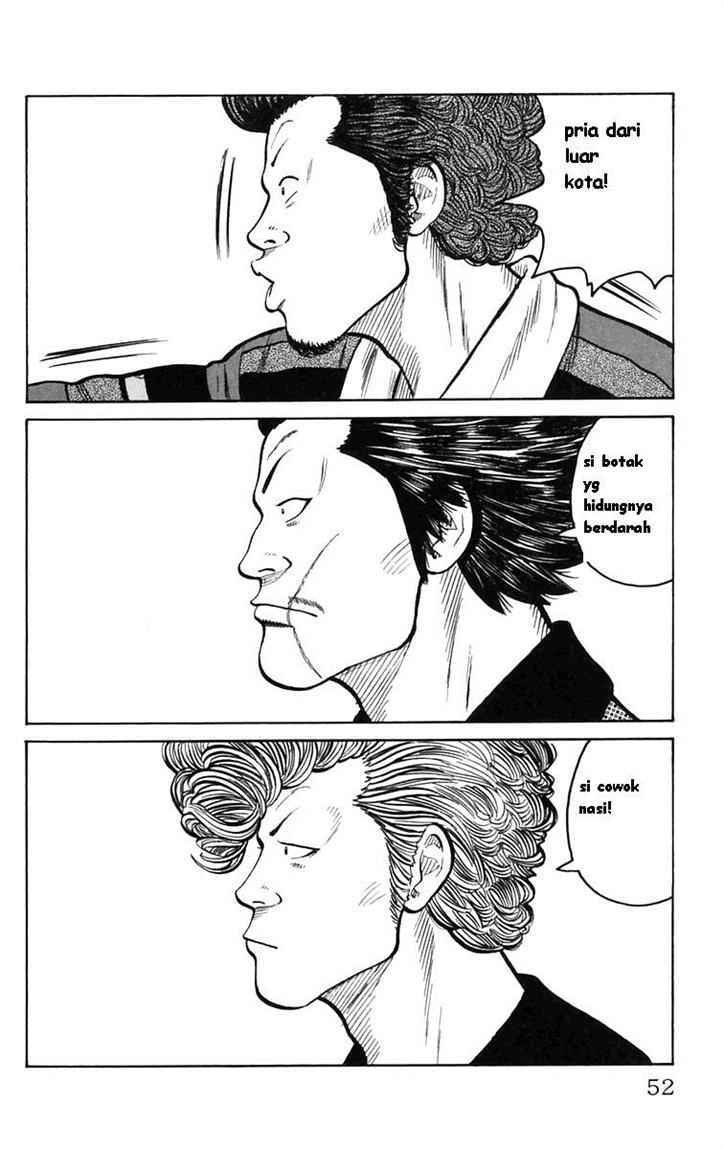 pria dari
luar
kota!
si botak
yg
hidungnya
berdarah
si cowok
nasi!
52